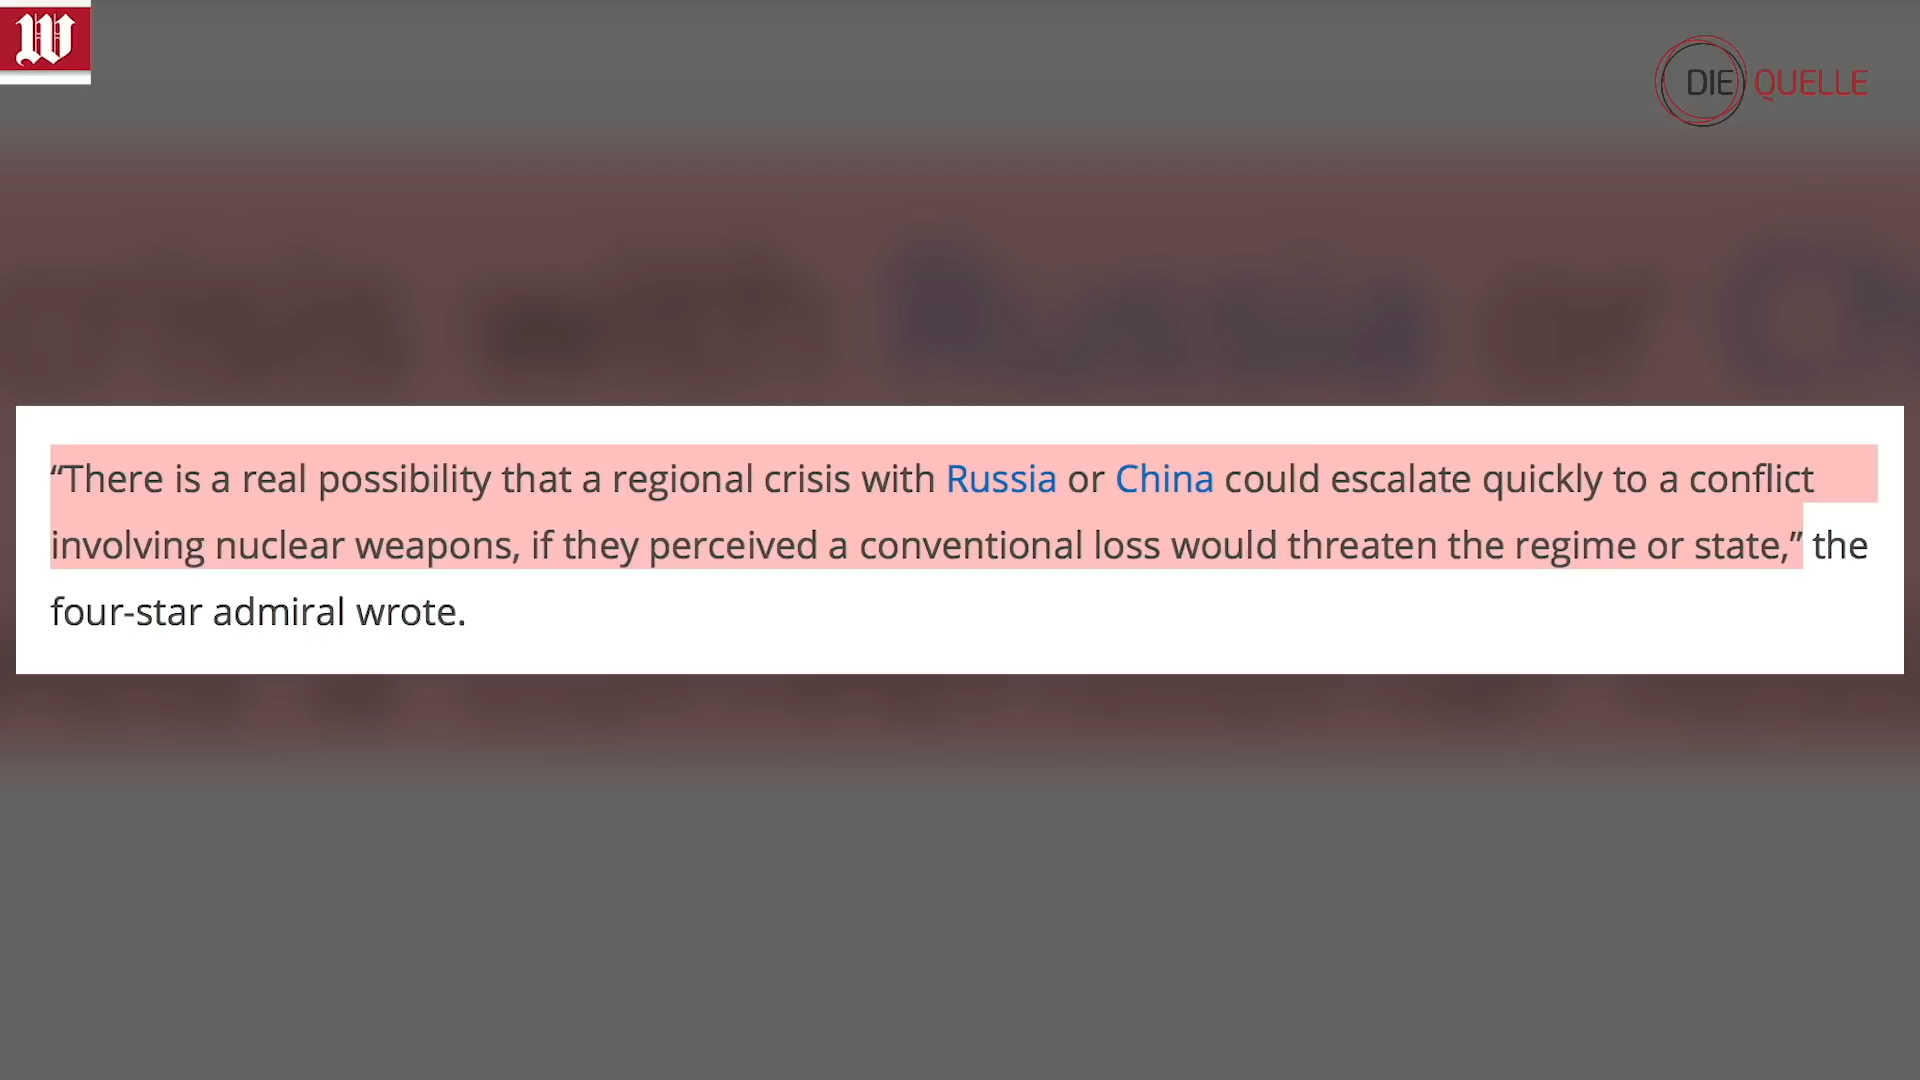 W
DIE QUELLE
“There is a real possibility that a regional crisis with Russia or China could escalate quickly to a conflict
involving nuclear weapons, if they perceived a conventional loss would threaten the regime or state,” the
four-star admiral wrote.